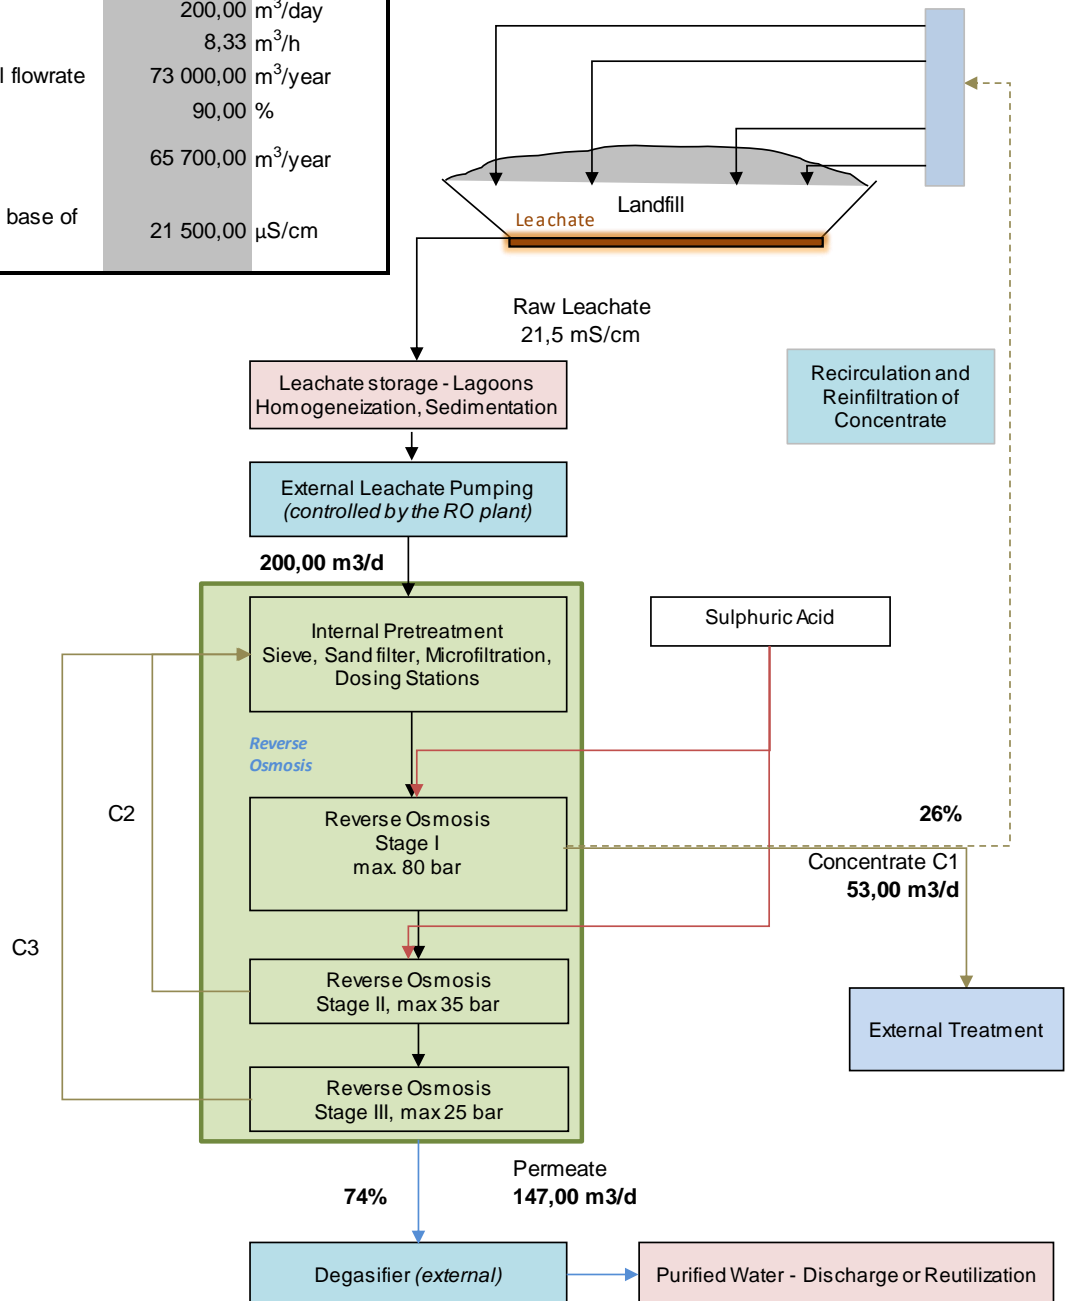 200,00 m³/day
8,33 m³/h
l flowrate 73 000,00 m³/year
90,00 %
65 700,00 m³/year
base of
21 500,00 µS/cm
Landfill
Leachate
Raw Leachate
21,5 mS/cm
Leachate storage - Lagoons
Homogeneization, Sedimentation
Recirculation and
Reinfiltration of
Concentrate
External Leachate Pumping
(controlled by the RO plant)
200,00 m3/d
Internal Pretreatment
Sieve, Sand filter, Microfiltration,
Dosing Stations
Sulphuric Acid
Reverse
Osmosis
C2
Reverse Osmosis
Stage I
max. 80 bar
26%
Concentrate C1
53,00 m3/d
C3
Reverse Osmosis
Stage II, max 35 bar
External Treatment
Reverse Osmosis
Stage III, max 25 bar
Permeate
74%
147,00 m3/d
Degasifier (external)
Purified Water - Discharge or Reutilization